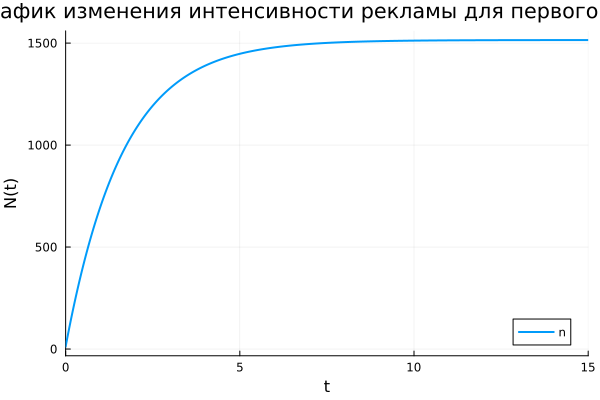 афик изменения интенсивности рекламы для первого
1500
1000
500
0
N(t)
n
0 5 10 15
t